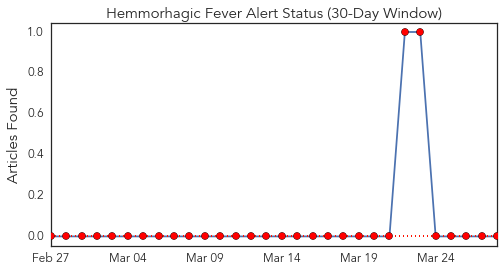 Hemmorhagic Fever Alert Status (30-Day Window)
Articles Found
1.0
0.8
0.6
0.4
0.2
0.0
Feb 27 Mar 04 Mar 09 Mar 14 Mar 19 Mar 24